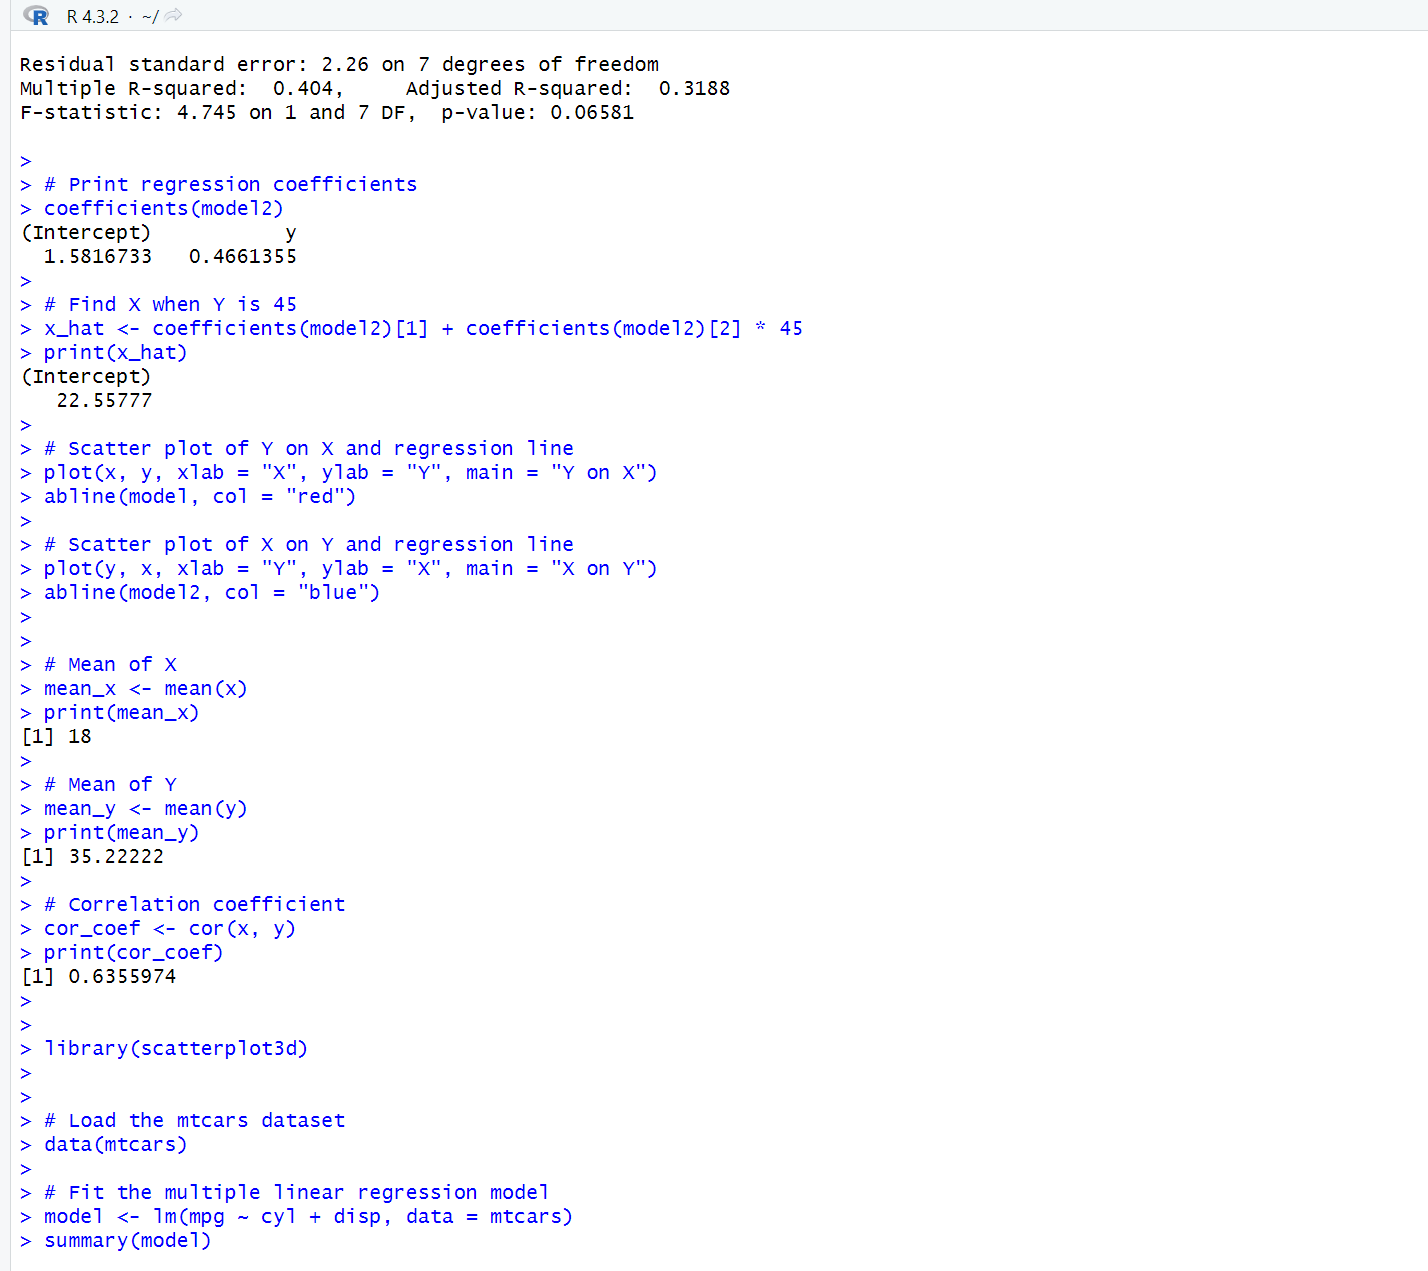 R 4.3.2 · ~/
Residual standard error: 2.26 on 7 degrees of freedom
Multiple R-squared:  0.404,     Adjusted R-squared:  0.3188
F-statistic: 4.745 on 1 and 7 DF,  p-value: 0.06581
>
> # Print regression coefficients
> coefficients(model2)
(Intercept)           y
  1.5816733   0.4661355
>
> # Find X when Y is 45
> x_hat <- coefficients(model2)[1] + coefficients(model2)[2] * 45
> print(x_hat)
(Intercept)
   22.55777
>
> # Scatter plot of Y on X and regression line
> plot(x, y, xlab = "X", ylab = "Y", main = "Y on X")
> abline(model, col = "red")
>
> # Scatter plot of X on Y and regression line
> plot(y, x, xlab = "Y", ylab = "X", main = "X on Y")
> abline(model2, col = "blue")
>
>
> # Mean of X
> mean_x <- mean(x)
> print(mean_x)
[1] 18
>
> # Mean of Y
> mean_y <- mean(y)
> print(mean_y)
[1] 35.22222
>
> # Correlation coefficient
> cor_coef <- cor(x, y)
> print(cor_coef)
[1] 0.6355974
>
>
> library(scatterplot3d)
>
>
> # Load the mtcars dataset
> data(mtcars)
>
> # Fit the multiple linear regression model
> model <- lm(mpg ~ cyl + disp, data = mtcars)
> summary(model)